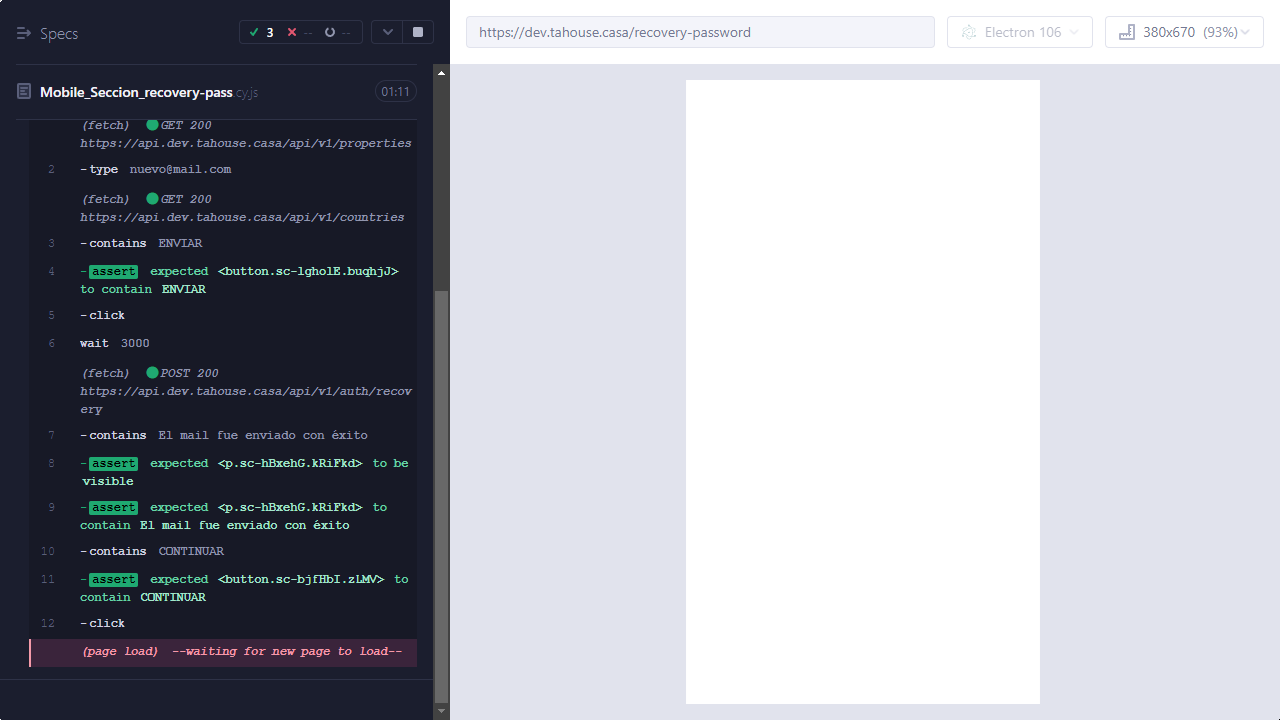 Specs
3 -- --
https://dev.tahouse.casa/recovery-password
Electron 106
380x670 (93%)
Mobile_Seccion_recovery-pass.cy.js
01:11
(fetch) GET 200
https://api.dev.tahouse.casa/api/v1/properties
2 -type nuevo@mail.com
(fetch) GET 200
https://api.dev.tahouse.casa/api/v1/countries
3 -contains ENVIAR
4 -assert expected <button.sc-lgholE.buqhjJ>
to contain ENVIAR
5 -click
6 wait 3000
(fetch) POST 200
https://api.dev.tahouse.casa/api/v1/auth/recov
ery
7 -contains El mail fue enviado con éxito
8 -assert expected <p.sc-hBxehG.kRiFkd> to be
visible
9 -assert expected <p.sc-hBxehG.kRiFkd> to
contain El mail fue enviado con éxito
10 -contains CONTINUAR
11 -assert expected <button.sc-bjfHbI.zLMV> to
contain CONTINUAR
12 -click
(page load) --waiting for new page to load--